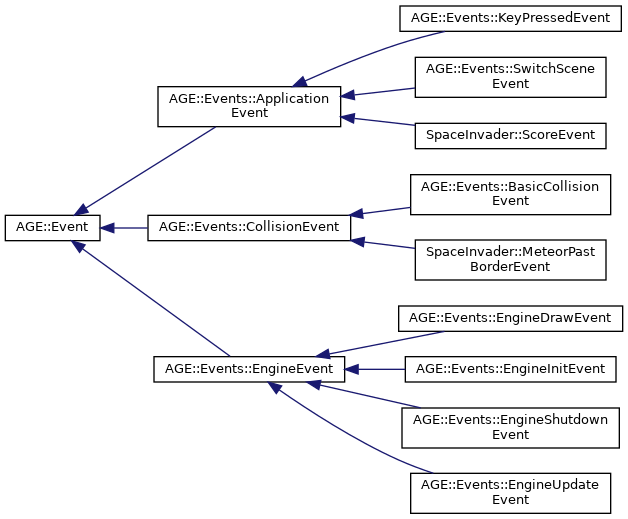 AGE::Events::KeyPressedEvent
AGE::Events::SwitchScene
Event
AGE::Events::Application
Event
SpaceInvader::ScoreEvent
AGE::Events::BasicCollision
Event
AGE::Event
AGE::Events::CollisionEvent
SpaceInvader::MeteorPast
BorderEvent
AGE::Events::EngineDrawEvent
AGE::Events::EngineEvent
AGE::Events::EngineInitEvent
AGE::Events::EngineShutdown
Event
AGE::Events::EngineUpdate
Event